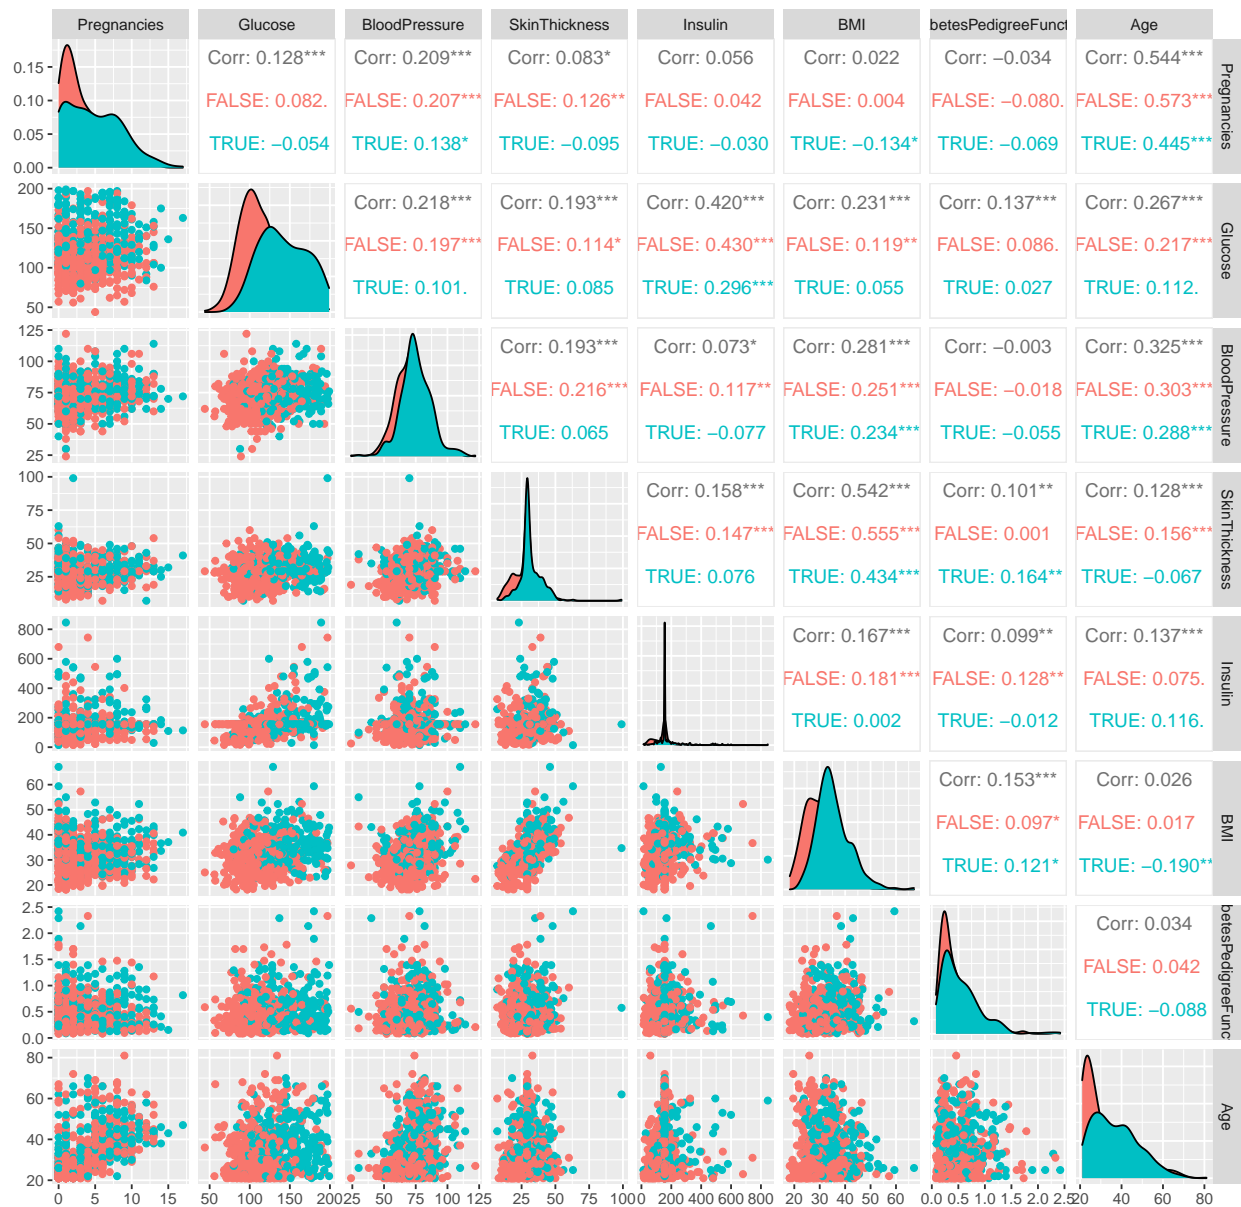 Pregnancies Glucose BloodPressure SkinThickness Insulin BMI betesPedigreeFunct Age
Corr: 0.128*** Corr: 0.209*** Corr: 0.083* Corr: 0.056 Corr: 0.022 Corr: −0.034 Corr: 0.544***
FALSE: 0.082. FALSE: 0.207*** FALSE: 0.126** FALSE: 0.042 FALSE: 0.004 FALSE: −0.080. FALSE: 0.573***
TRUE: −0.054 TRUE: 0.138* TRUE: −0.095 TRUE: −0.030 TRUE: −0.134* TRUE: −0.069 TRUE: 0.445***
0.15
0.10
0.05
0.00
Pregnancies
Corr: 0.218*** Corr: 0.193*** Corr: 0.420*** Corr: 0.231*** Corr: 0.137*** Corr: 0.267***
FALSE: 0.197*** FALSE: 0.114* FALSE: 0.430*** FALSE: 0.119** FALSE: 0.086. FALSE: 0.217***
TRUE: 0.101. TRUE: 0.085 TRUE: 0.296*** TRUE: 0.055 TRUE: 0.027 TRUE: 0.112.
200
150
100
50
Glucose
Corr: 0.193*** Corr: 0.073* Corr: 0.281*** Corr: −0.003 Corr: 0.325***
FALSE: 0.216*** FALSE: 0.117** FALSE: 0.251*** FALSE: −0.018 FALSE: 0.303***
TRUE: 0.065 TRUE: −0.077 TRUE: 0.234*** TRUE: −0.055 TRUE: 0.288***
125
100
75
50
25
BloodPressure
Corr: 0.158*** Corr: 0.542*** Corr: 0.101** Corr: 0.128***
FALSE: 0.147*** FALSE: 0.555*** FALSE: 0.001 FALSE: 0.156***
TRUE: 0.076 TRUE: 0.434*** TRUE: 0.164** TRUE: −0.067
100
75
50
25
SkinThickness
Corr: 0.167*** Corr: 0.099** Corr: 0.137***
FALSE: 0.181*** FALSE: 0.128** FALSE: 0.075.
TRUE: 0.002 TRUE: −0.012 TRUE: 0.116.
800
600
400
200
0
Insulin
Corr: 0.153*** Corr: 0.026
FALSE: 0.097* FALSE: 0.017
TRUE: 0.121* TRUE: −0.190**
60
50
40
30
20
BMI
Corr: 0.034
FALSE: 0.042
TRUE: −0.088
2.5
2.0
1.5
1.0
0.5
0.0
betesPedigreeFunc
80
60
40
20
Age
0 5 10 15 50 100 150 200 25 50 75 100 125 25 50 75 100 0 200 400 600 800 20 30 40 50 60 0.0 0.5 1.0 1.5 2.0 2.5 20 40 60 80